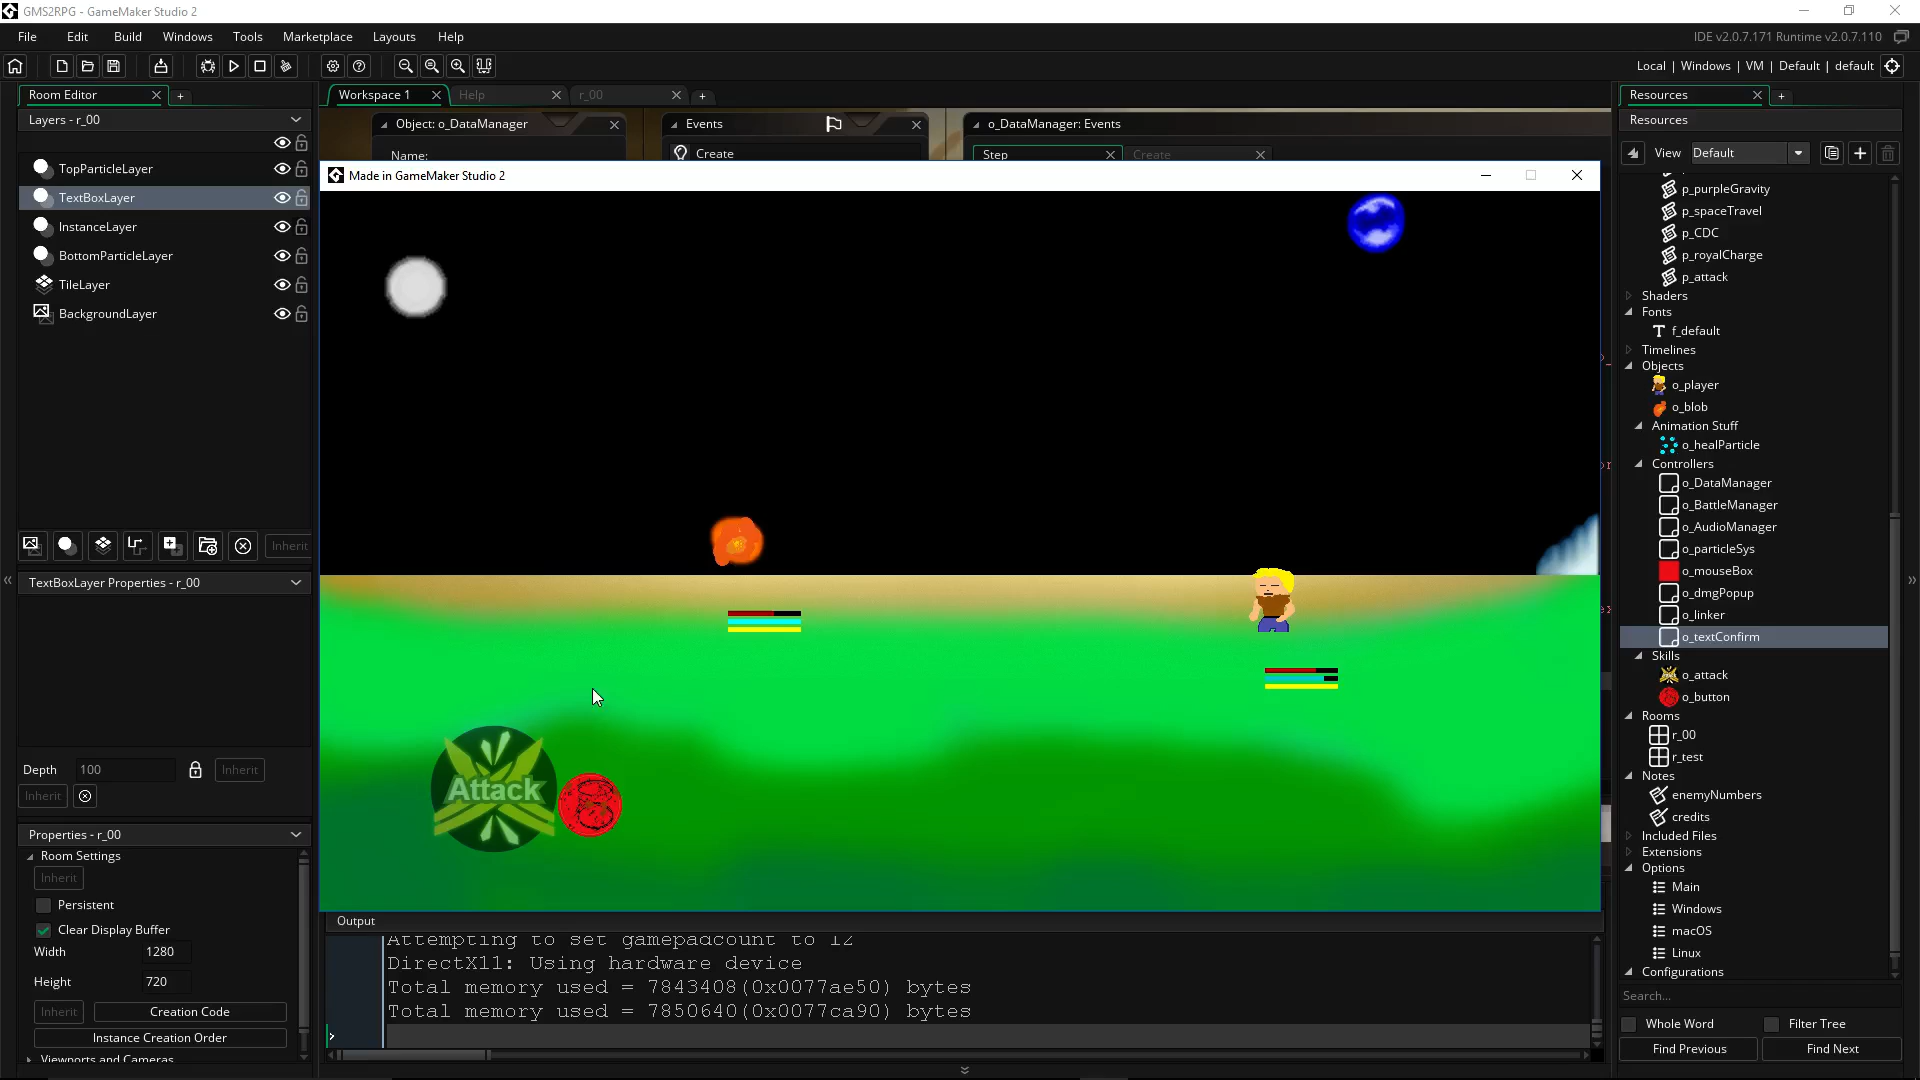 GMS2RPG - GameMaker Studio 2
File Edit Build Windows Tools Marketplace Layouts Help
IDE v2.0.7.171 Runtime v2.0.7.110
Local | Windows | VM | Default | default
Room Editor
Workspace 1
Help
r_00
Resources
Layers - r_00
Object: o_DataManager
Events
o_DataManager: Events
Resources
Name:
Create
Step
Create
View Default
TopParticleLayer
TextBoxLayer
InstanceLayer
BottomParticleLayer
TileLayer
BackgroundLayer
Inherit
TextBoxLayer Properties - r_00
Depth 100 Inherit
Inherit
Properties - r_00
Room Settings
Inherit
Persistent
Clear Display Buffer
Width 1280
Height 720
Inherit Creation Code
Instance Creation Order
Viewports and Cameras
Made in GameMaker Studio 2
Attack
Output
Attempting to set gamepadcount to 12
DirectX11: Using hardware device
Total memory used = 7843408(0x0077ae50) bytes
Total memory used = 7850640(0x0077ca90) bytes
p_purpleGravity
p_spaceTravel
p_CDC
p_royalCharge
p_attack
Shaders
Fonts
f_default
Timelines
Objects
o_player
o_blob
Animation Stuff
o_healParticle
Controllers
o_DataManager
o_BattleManager
o_AudioManager
o_particleSys
o_mouseBox
o_dmgPopup
o_linker
o_textConfirm
Skills
o_attack
o_button
Rooms
r_00
r_test
Notes
enemyNumbers
credits
Included Files
Extensions
Options
Main
Windows
macOS
Linux
Configurations
Search...
Whole Word Filter Tree
Find Previous Find Next